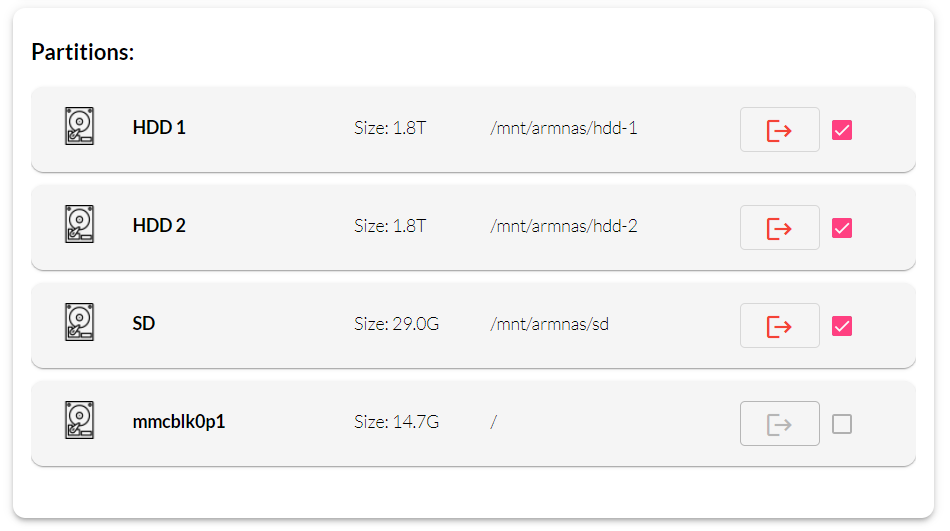 Partitions:
HDD 1 Size: 1.8T /mnt/armnas/hdd-1
HDD 2 Size: 1.8T /mnt/armnas/hdd-2
SD Size: 29.0G /mnt/armnas/sd
mmcblk0p1 Size: 14.7G /